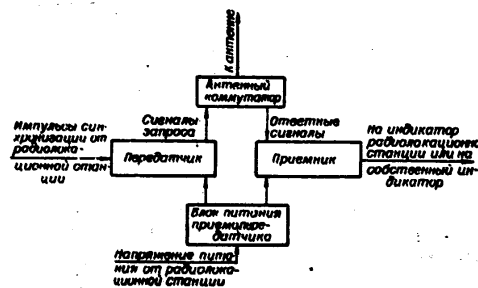 К антенне
Антенный
коммутатор
Сигналы
запроса
Ответные
сигналы
Импульсы син-
хронизации от
радиолока-
ционной стан-
ции
Передатчик
Приемник
На индикатор
радиолокационно
станции или на
собственный ин-
дикатор
Блок питания
приемопере-
датчика
Напряжение пита-
ния от радиолока-
ционной станции